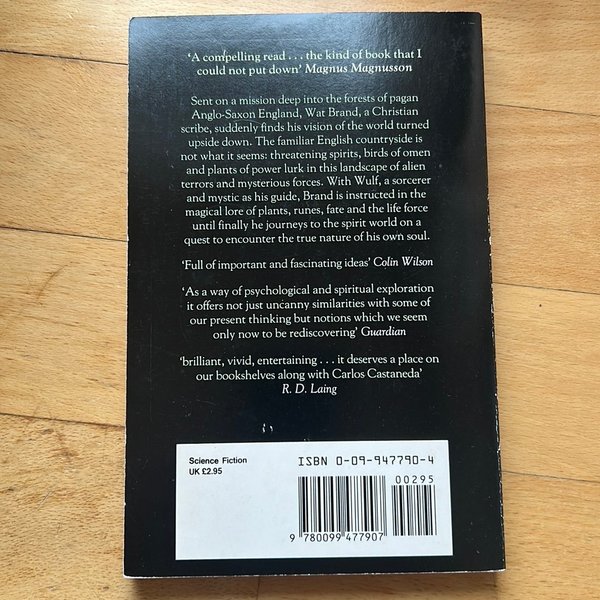 ‘A compelling read . . . the kind of book that I
could not put down’ Magnus Magnusson
Sent on a mission deep into the forests of pagan
Anglo-Saxon England, Wat Brand, a Christian
scribe, suddenly finds his vision of the world turned
upside down. The familiar English countryside is
not what it seems: threatening spirits, birds of omen
and plants of power lurk in this landscape of alien
terrors and mysterious forces. With Wulf, a sorcerer
and mystic as his guide, Brand is instructed in the
magical lore of plants, runes, fate and the life force
until finally he journeys to the spirit world on a
quest to encounter the true nature of his own soul.
‘Full of important and fascinating ideas’ Colin Wilson
‘As a way of psychological and spiritual exploration
it offers not just uncanny similarities with some of
our present thinking but notions which we seem
only now to be rediscovering’ Guardian
‘brilliant, vivid, entertaining . . . it deserves a place on
our bookshelves along with Carlos Castaneda’
R. D. Laing
Science Fiction
UK £2.95
ISBN 0-09-947790-4
00295
9 780099 477907